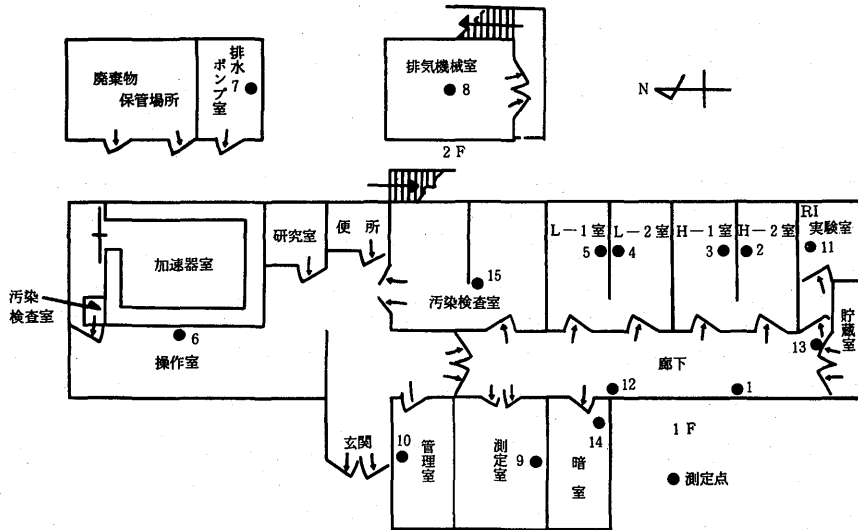 廃棄物
保管場所
排水
ポンプ室
7
排気機械室
8
N
2 F
加速器室
研究室
便所
汚染
検査室
6
操作室
15
汚染検査室
L-1室
5
L-2室
4
H-1室
3
H-2室
2
RI
実験室
11
貯蔵室
13
廊下
12
1
玄関
10
管理室
測定室
9
暗室
14
1 F
● 測定点